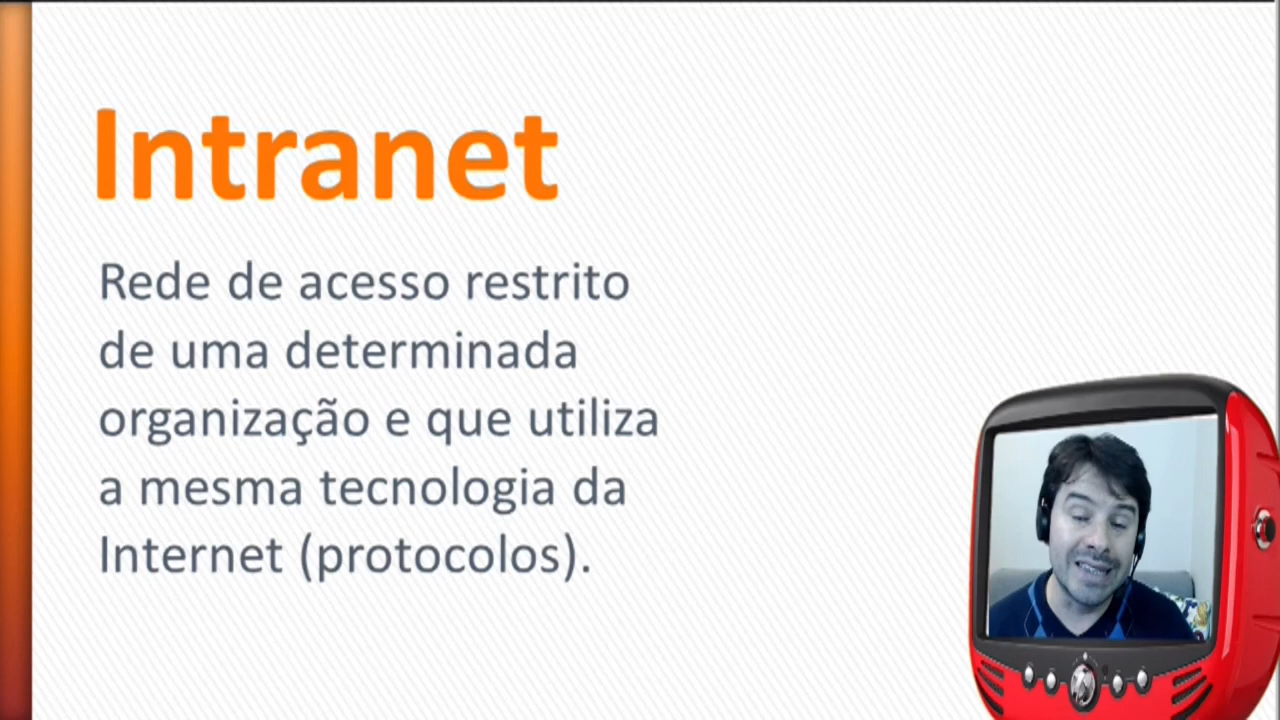 Intranet
Rede de acesso restrito
de uma determinada
organização e que utiliza
a mesma tecnologia da
Internet (protocolos).